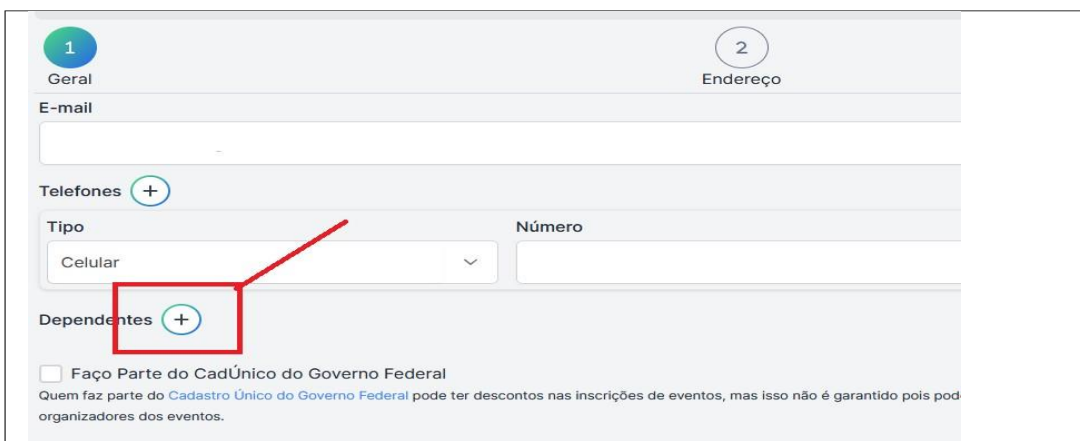 1
2
Geral
Endereço
E-mail
Telefones +
Tipo
Número
Celular
Dependentes +
Faço Parte do CadÚnico do Governo Federal
Quem faz parte do Cadastro Único do Governo Federal pode ter descontos nas inscrições de eventos, mas isso não é garantido pois
organizadores dos eventos.